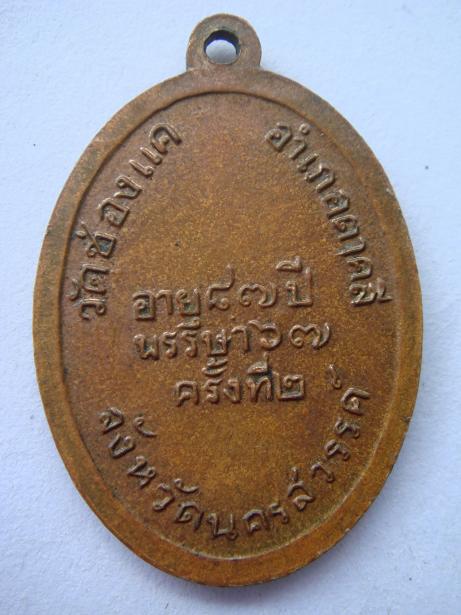 วัดช่องแค
อำเภอตาคลี
อายุ๘๗ปี
พรรษา๖๗
ครั้งที่๒
จังหวัดนครสวรรค์